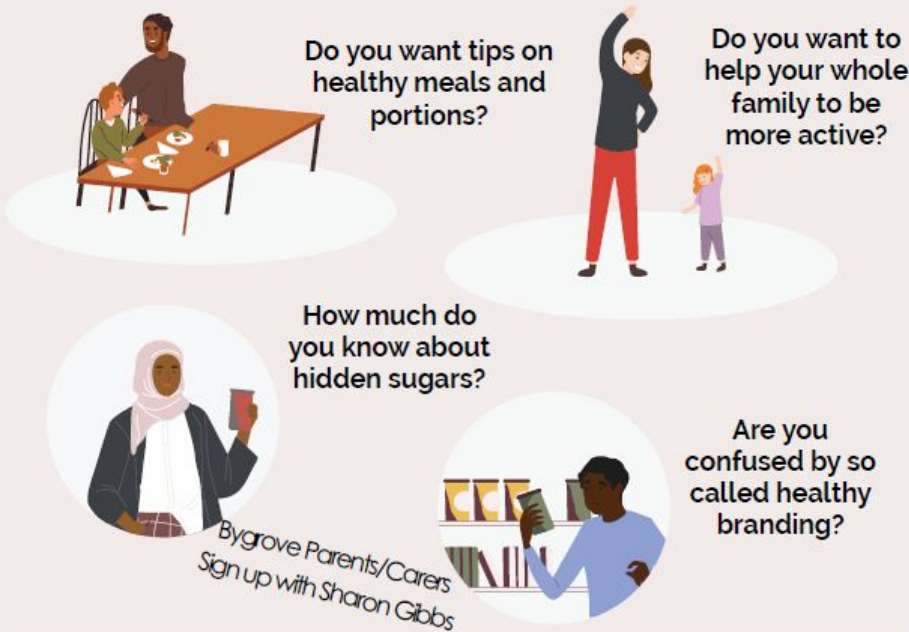 Do you want tips on
healthy meals and
portions?
Do you want to
help your whole
family to be
more active?
How much do
you know about
hidden sugars?
Are you
confused by so
called healthy
branding?
Bygrove Parents/Carers
Sign up with Sharon Gibbs